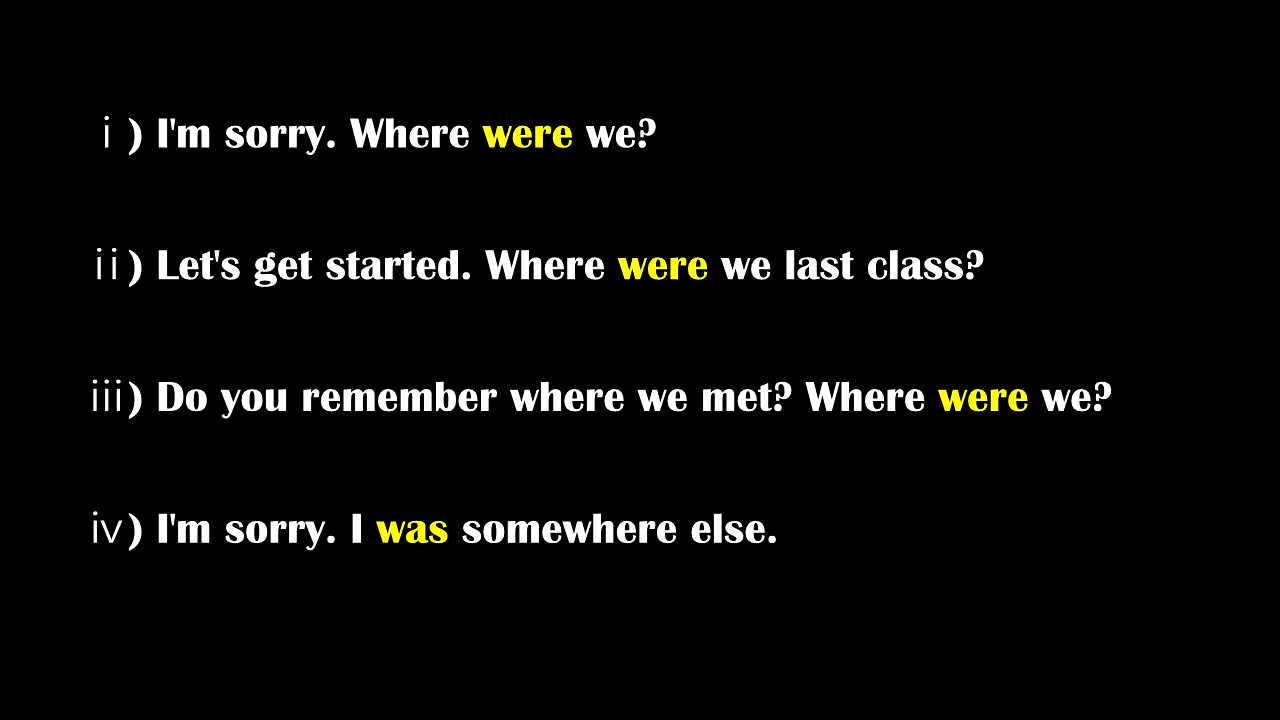 ⅰ) I'm sorry. Where were we?
ⅱ) Let's get started. Where were we last class?
ⅲ) Do you remember where we met? Where were we?
ⅳ) I'm sorry. I was somewhere else.